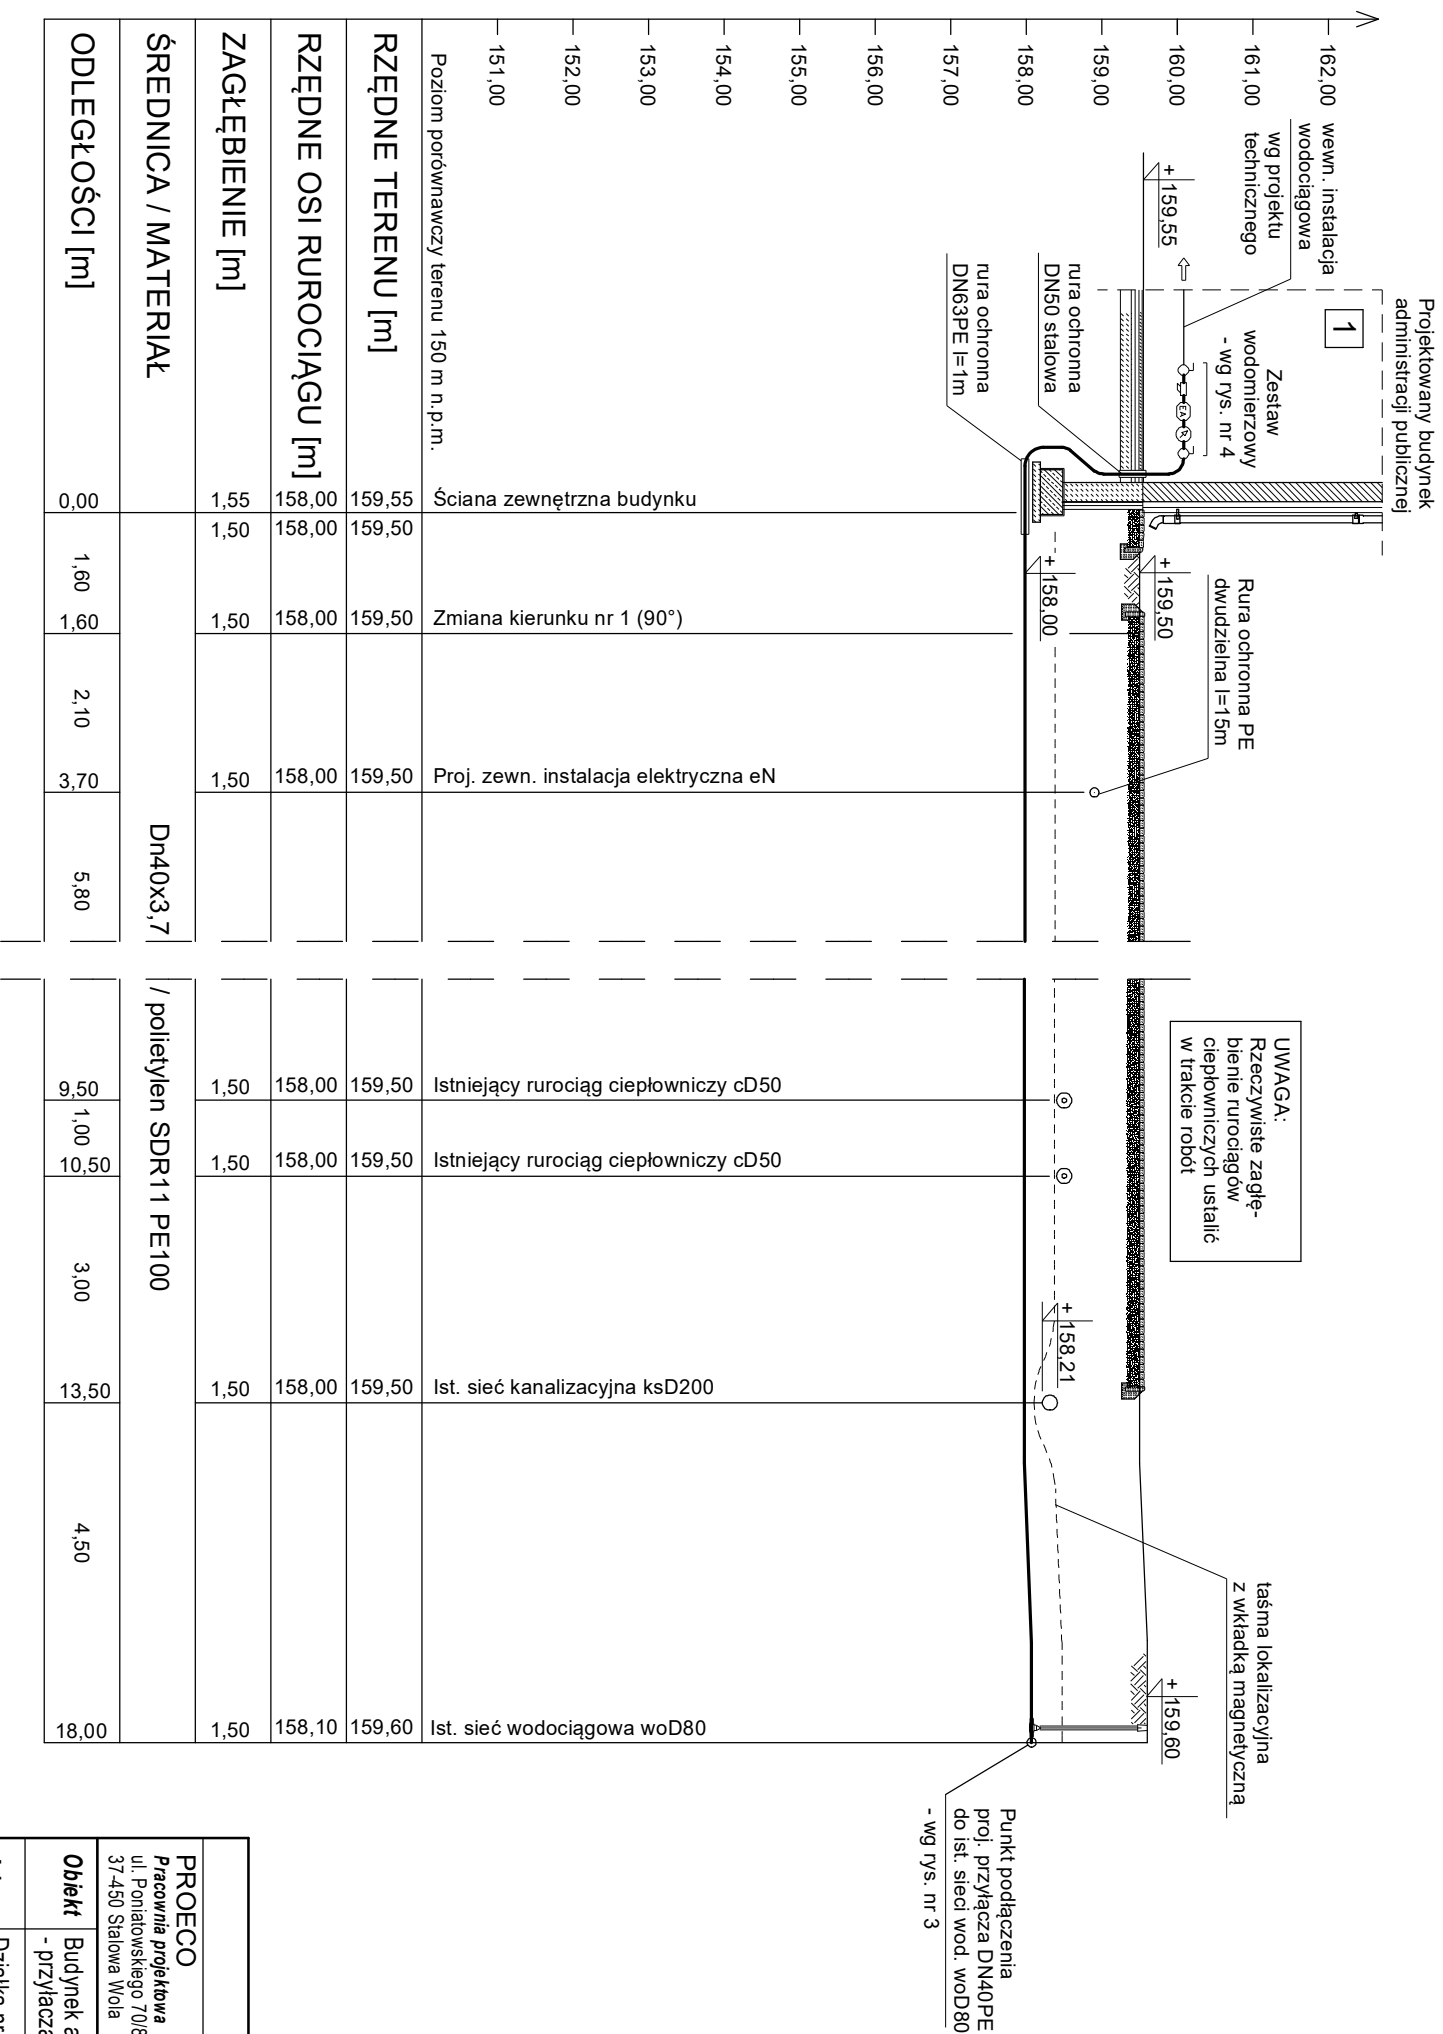 Projektowany budynek
administracji publicznej
1
wewn. instalacja
wodociągowa
wg projektu
technicznego
Zestaw
wodomierzowy
- wg rys. nr 4
EA
+ 159,55
rura ochronna
DN50 stalowa
rura ochronna
DN63PE l=1m
+ 159,50
+ 158,00
Rura ochronna PE
dwudzielna l=15m
UWAGA:
Rzeczywiste zagłę-
bienie rurociągów
ciepłowniczych ustalić
w trakcie robót
+ 158,21
taśma lokalizacyjna
z wkładką magnetyczną
+ 159,60
Punkt podłączenia
proj. przyłącza DN40PE
do ist. sieci wod. woD80
- wg rys. nr 3
162,00
161,00
160,00
159,00
158,00
157,00
156,00
155,00
154,00
153,00
152,00
151,00
Poziom porównawczy terenu 150 m n.p.m.
Ściana zewnętrzna budynku
Zmiana kierunku nr 1 (90°)
Proj. zewn. instalacja elektryczna eN
Istniejący rurociąg ciepłowniczy cD50
Istniejący rurociąg ciepłowniczy cD50
Ist. sieć kanalizacyjna ksD200
Ist. sieć wodociągowa woD80
RZĘDNE TERENU [m] 159,55 159,50 159,50 159,50 159,50 159,50 159,50 159,60
RZĘDNE OSI RUROCIĄGU [m] 158,00 158,00 158,00 158,00 158,00 158,00 158,00 158,10
ZAGŁĘBIENIE [m] 1,55 1,50 1,50 1,50 1,50 1,50 1,50 1,50
ŚREDNICA / MATERIAŁ Dn40x3,7 / polietylen SDR11 PE100
ODLEGŁOŚCI [m] 0,00 1,60 1,60 2,10 3,70 5,80 9,50 1,00 10,50 3,00 13,50 4,50 18,00
PROECO
Pracownia projektowa
ul. Poniatowskiego 70/8
37-450 Stalowa Wola
Obiekt Budynek a
- przyłącza